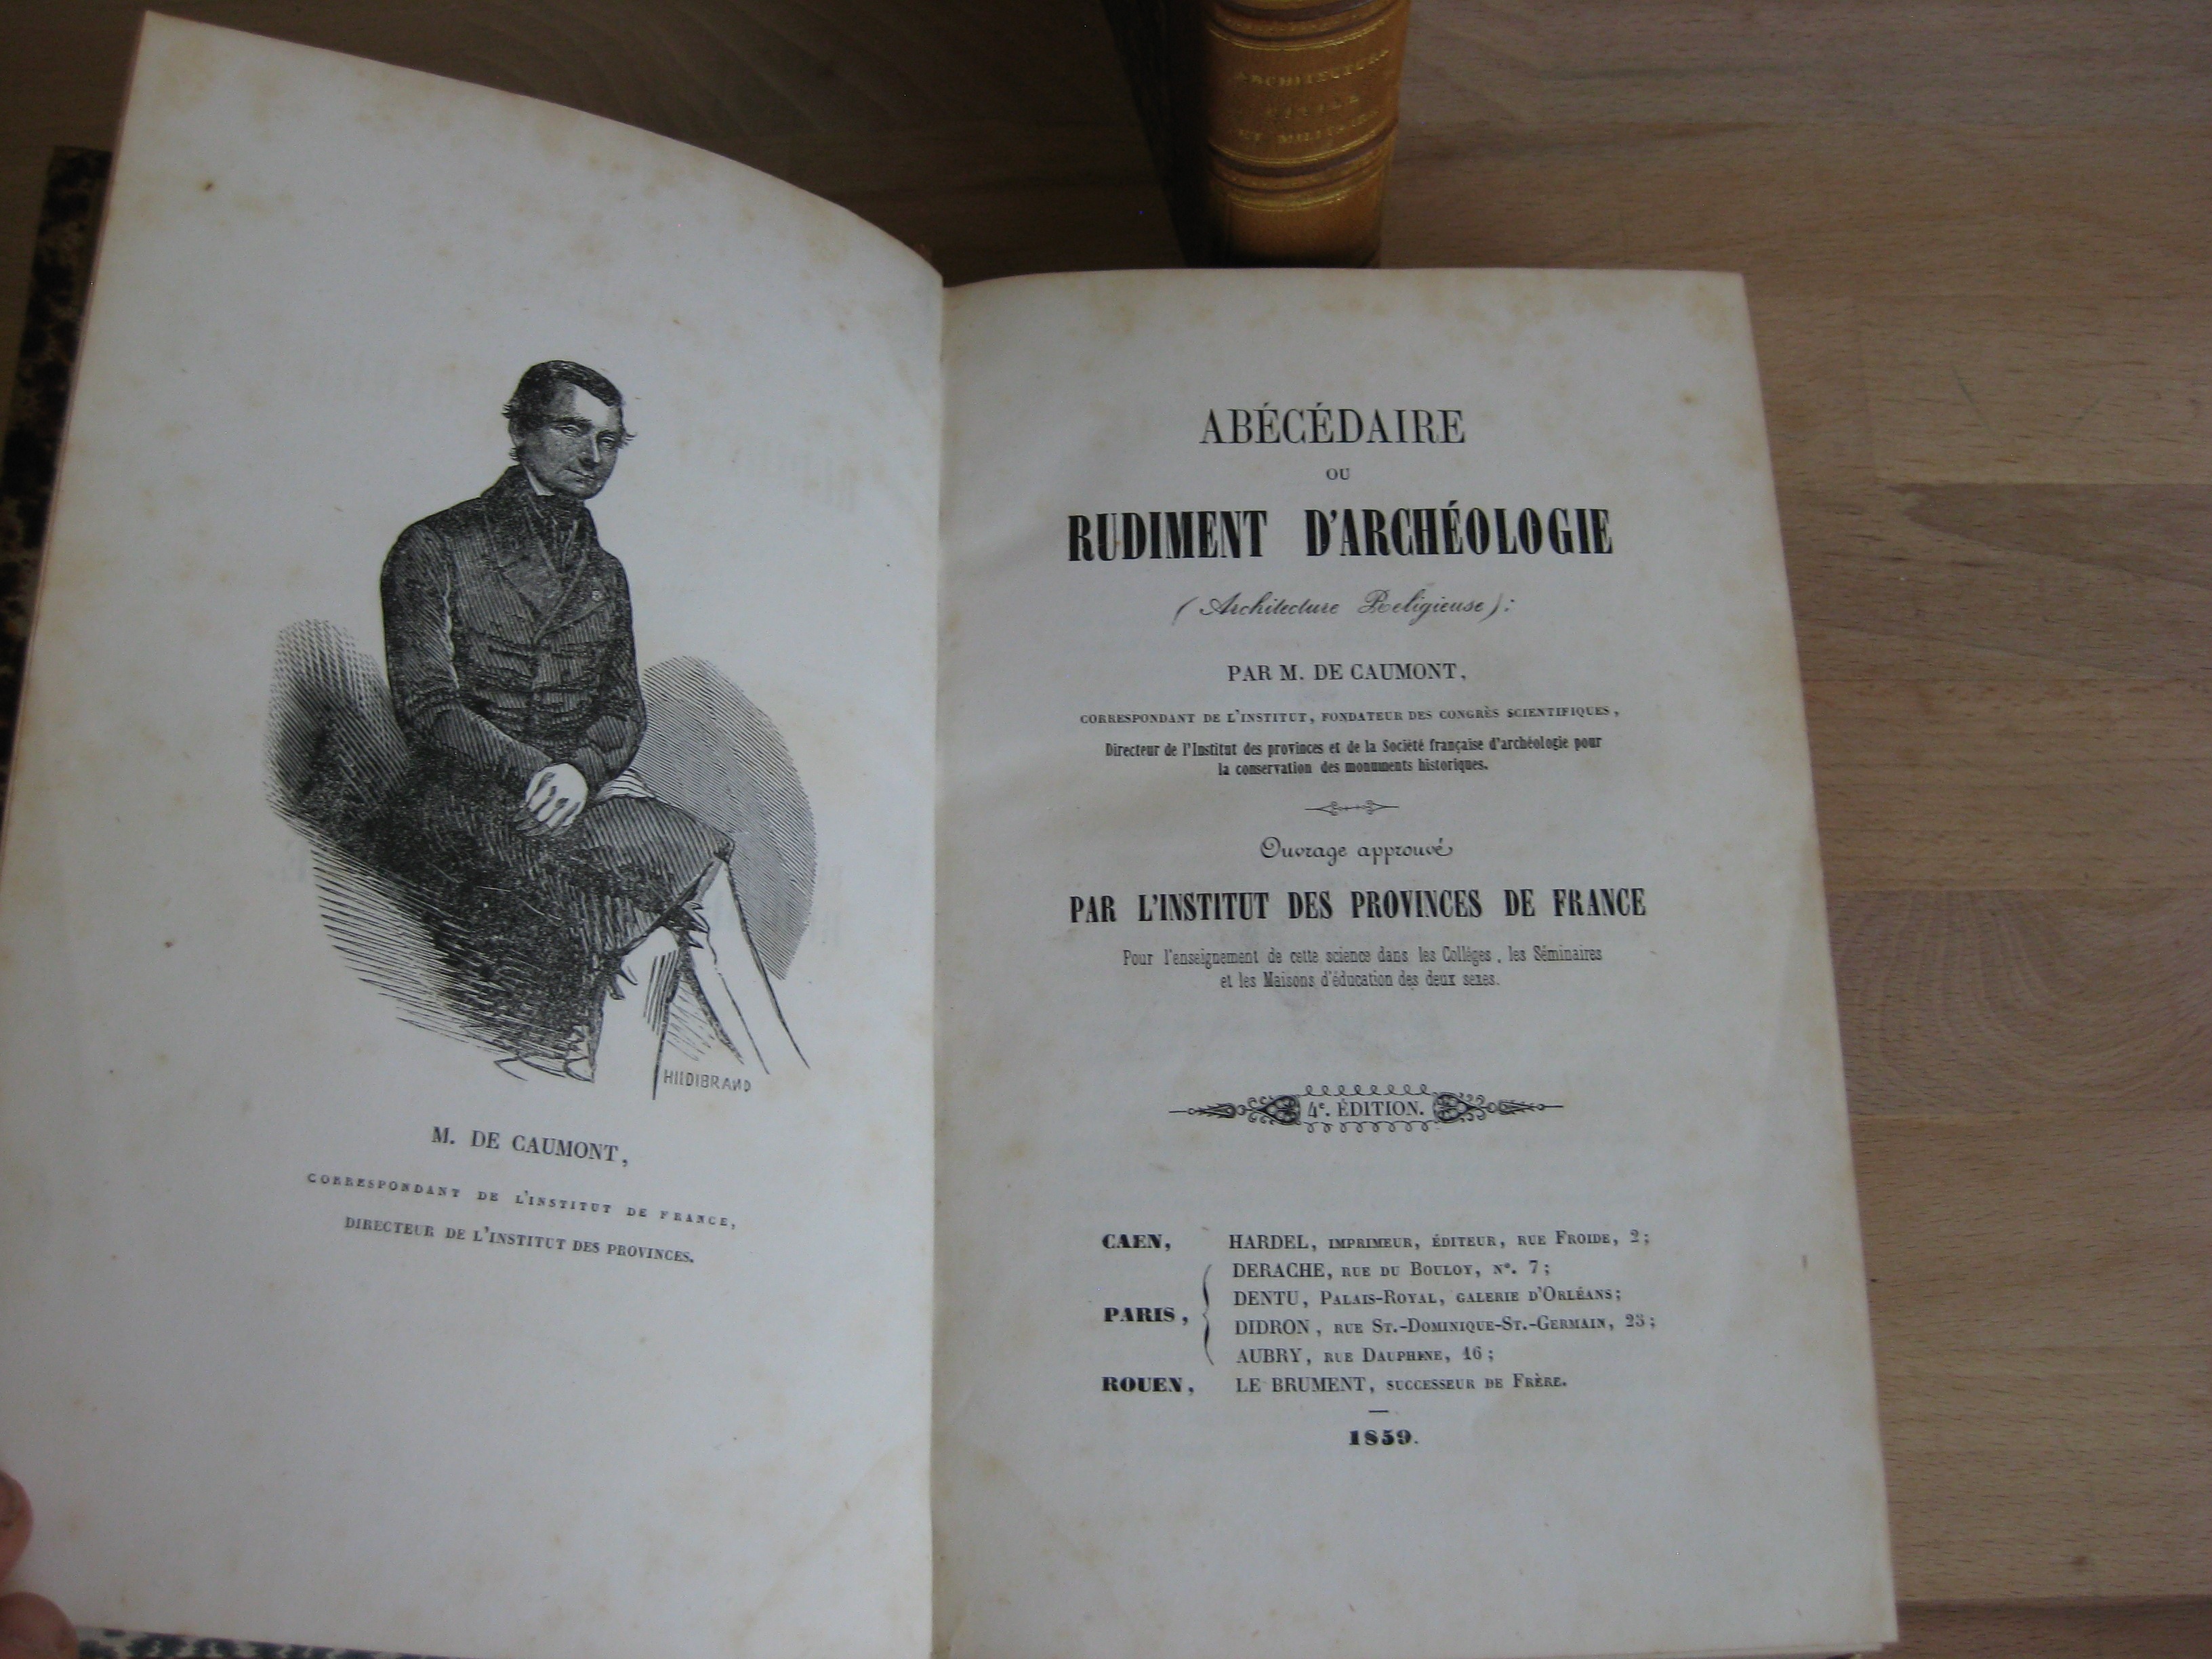 ARCHITECTURE
CIVILE
ET MILITAIRE
HILDIBRAND
M. DE CAUMONT,
CORRESPONDANT DE L'INSTITUT DE FRANCE,
DIRECTEUR DE L'INSTITUT DES PROVINCES.
ABÉCÉDAIRE
OU
RUDIMENT D'ARCHÉOLOGIE
(Architecture Religieuse);
PAR M. DE CAUMONT,
CORRESPONDANT DE L'INSTITUT, FONDATEUR DES CONGRÈS SCIENTIFIQUES,
Directeur de l'Institut des provinces et de la Société française d'archéologie pour
la conservation des monuments historiques.
Ouvrage approuvé
PAR L'INSTITUT DES PROVINCES DE FRANCE
Pour l'enseignement de cette science dans les Colléges, les Séminaires
et les Maisons d'éducation des deux sexes.
4e. ÉDITION.
CAEN, HARDEL, IMPRIMEUR, ÉDITEUR, RUE FROIDE, 2;
DERACHE, RUE DU BOULOY, No. 7;
DENTU, PALAIS-ROYAL, GALERIE D'ORLÉANS;
PARIS,
DIDRON, RUE ST.-DOMINIQUE-ST.-GERMAIN, 23;
AUBRY, RUE DAUPHINE, 16;
ROUEN, LE BRUMENT, SUCCESSEUR DE FRÈRE.
1859.